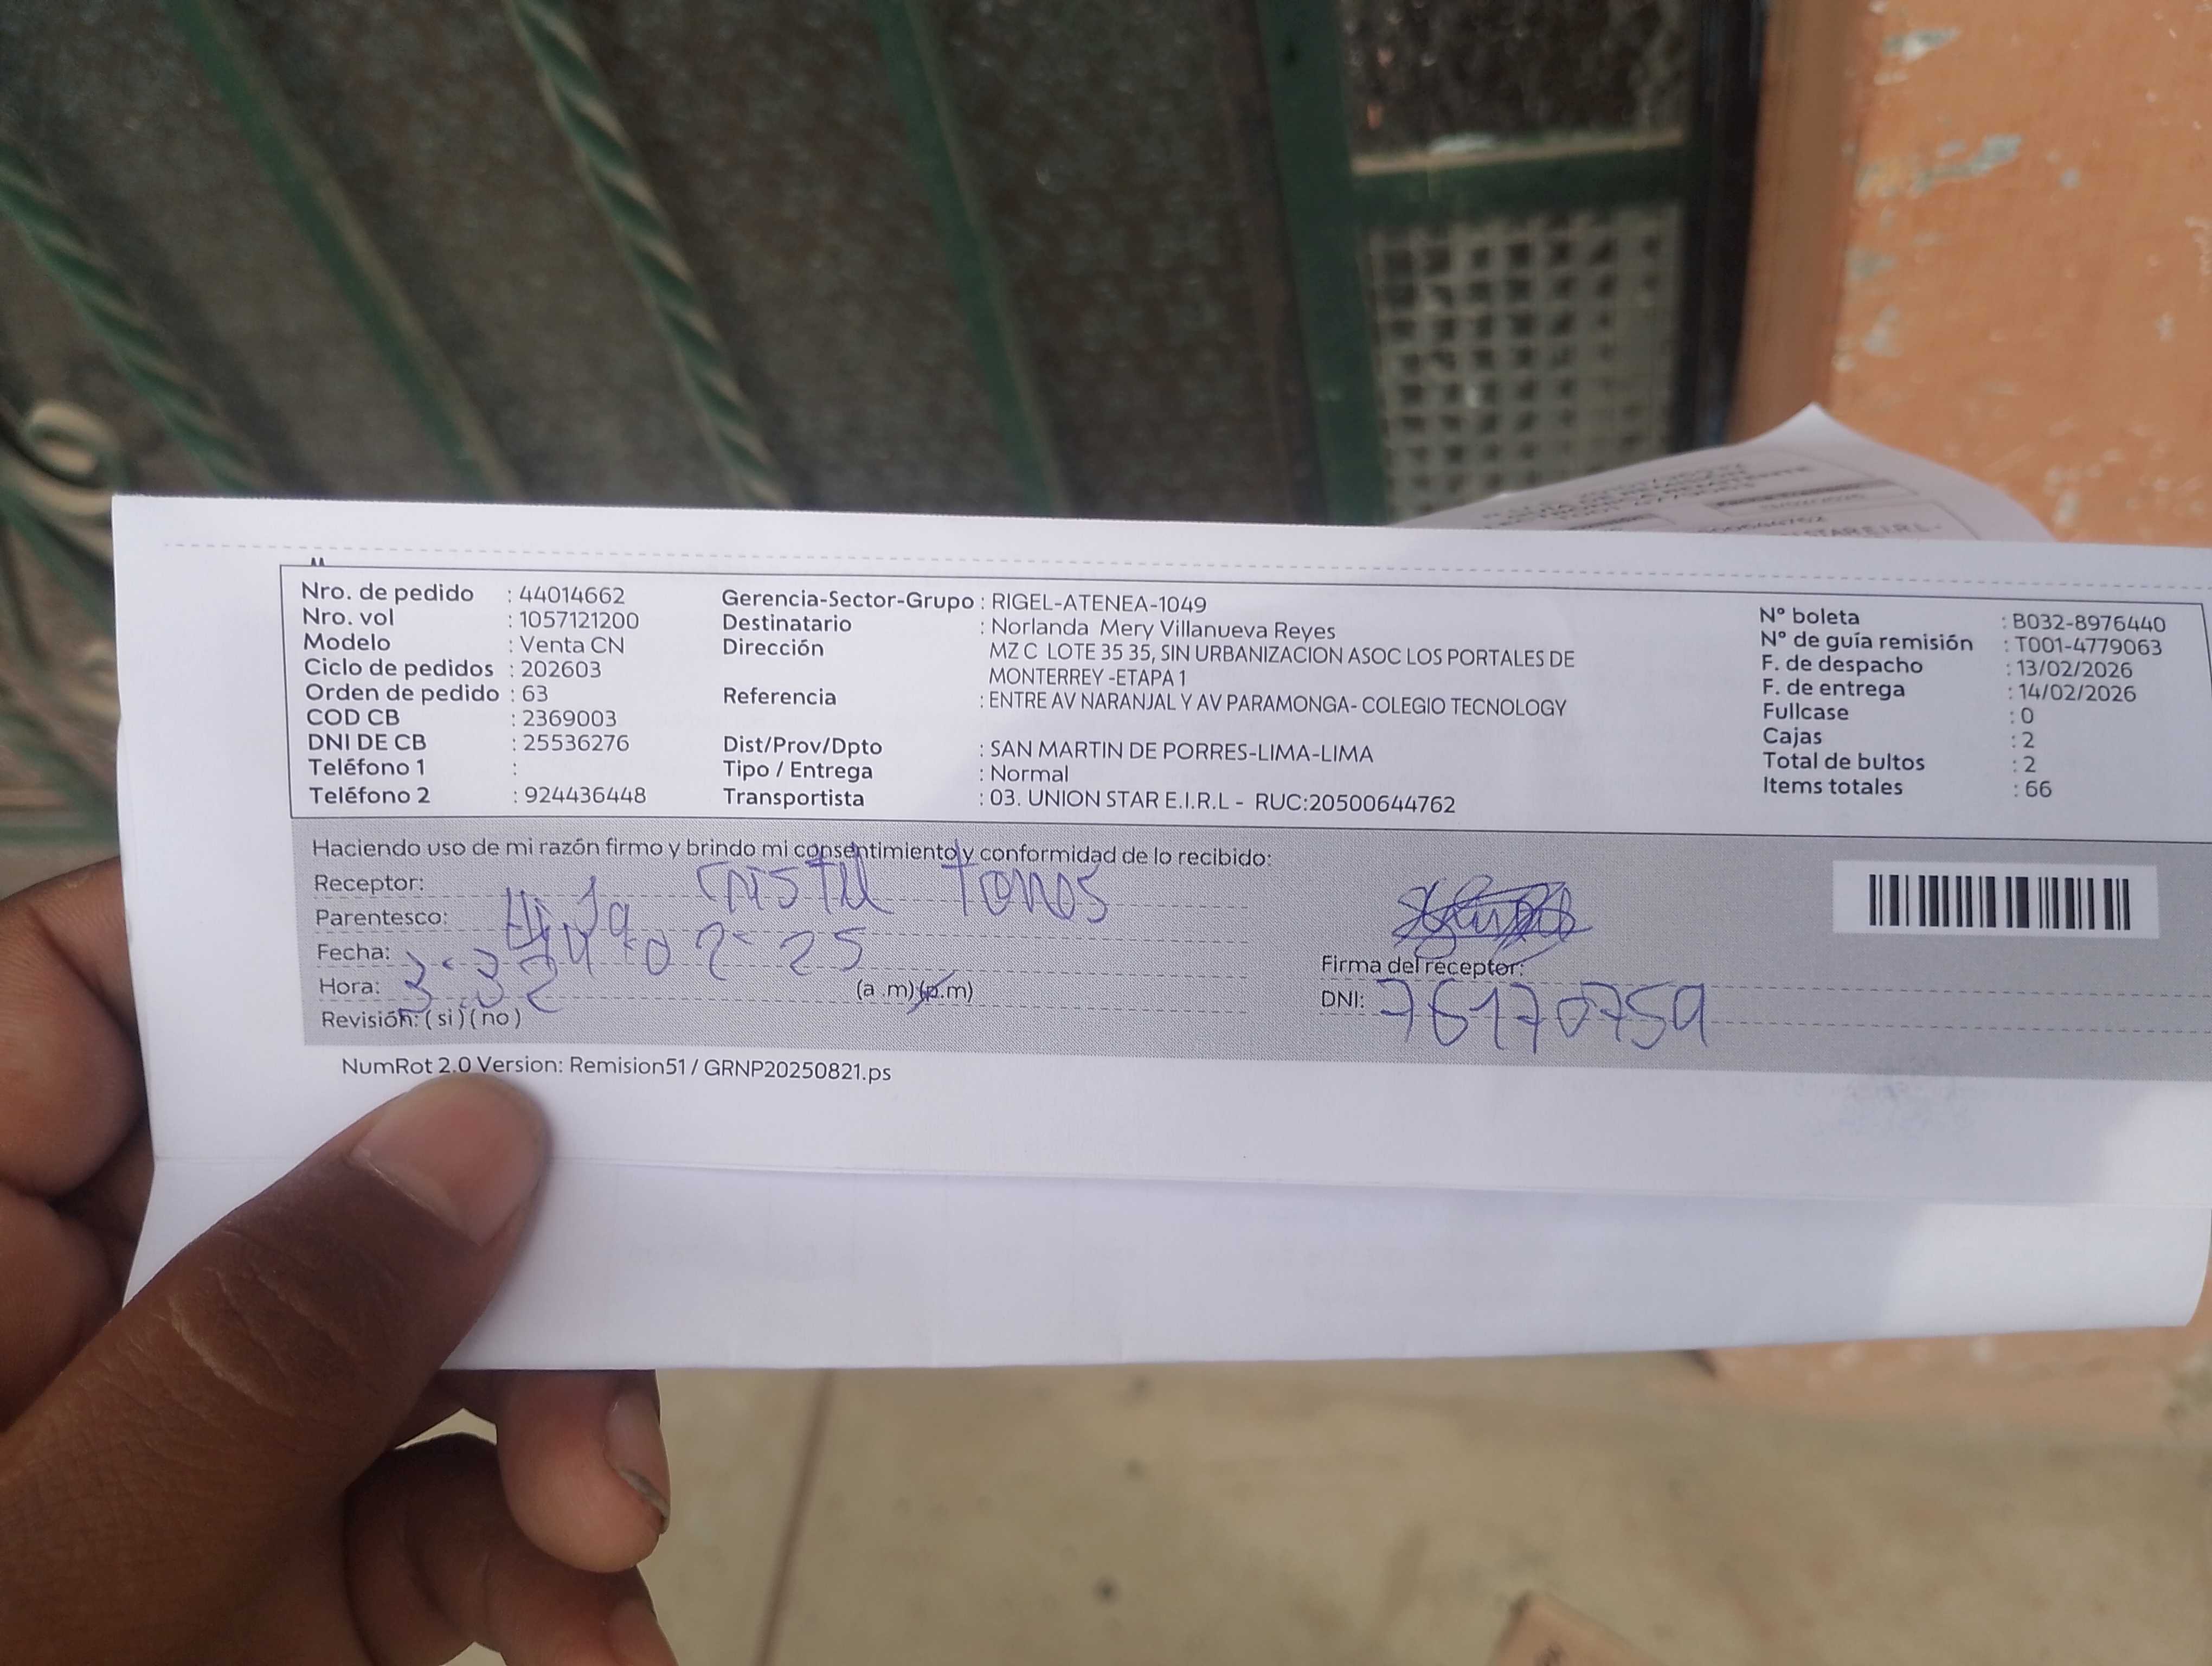 Nro. de pedido : 44014662
Nro. vol : 1057121200
Modelo : Venta CN
Ciclo de pedidos : 202603
Orden de pedido : 63
COD CB : 2369003
DNI DE CB : 25536276
Teléfono 1 :
Teléfono 2 : 924436448
Gerencia-Sector-Grupo : RIGEL-ATENEA-1049
Destinatario : Norlanda Mery Villanueva Reyes
Dirección MZ C LOTE 35 35, SIN URBANIZACION ASOC LOS PORTALES DE
MONTERREY -ETAPA 1
Referencia : ENTRE AV NARANJAL Y AV PARAMONGA- COLEGIO TECNOLOGY
Dist/Prov/Dpto : SAN MARTIN DE PORRES-LIMA-LIMA
Tipo / Entrega : Normal
Transportista : 03. UNION STAR E.I.R.L - RUC:20500644762
N° boleta : B032-8976440
N° de guía remisión : T001-4779063
F. de despacho : 13/02/2026
F. de entrega : 14/02/2026
Fullcase : 0
Cajas : 2
Total de bultos : 2
Items totales : 66
Haciendo uso de mi razón firmo y brindo mi consentimiento y conformidad de lo recibido:
Receptor:
Parentesco: Hija
Fecha: 14-02-25
Hora: (a .m)(p.m)
Revisión: ( si ) ( no )
Firma del receptor:
DNI: 76170759
NumRot 2.0 Version: Remision51 / GRNP20250821.ps